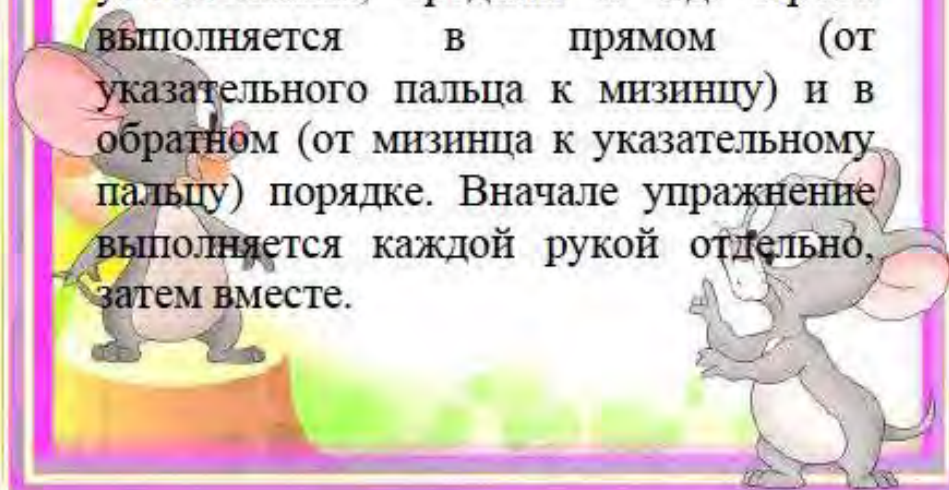 выполняется в прямом (от
указательного пальца к мизинцу) и в
обратном (от мизинца к указательному
пальцу) порядке. Вначале упражнение
выполняется каждой рукой отдельно,
затем вместе.